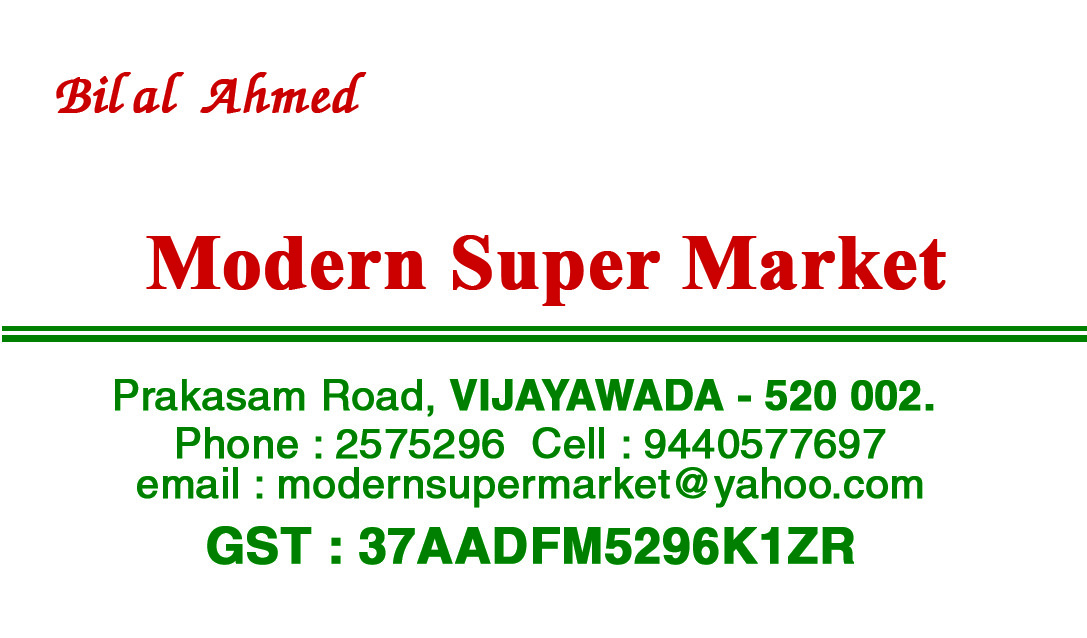 Bilal Ahmed
Modern Super Market
Prakasam Road, VIJAYAWADA - 520 002.
Phone : 2575296 Cell : 9440577697
email : modernsupermarket@yahoo.com
GST : 37AADFM5296K1ZR